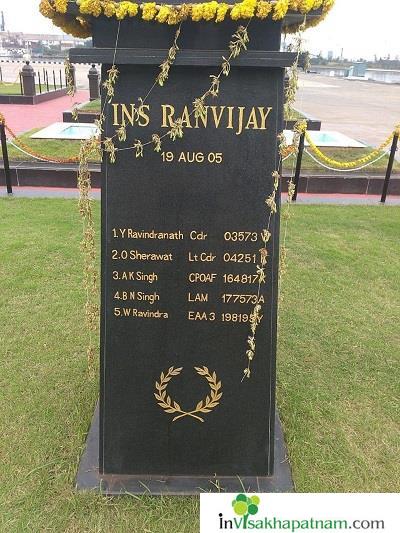 INS RANVIJAY
19 AUG 05
1.Y Ravindranath Cdr 03573
2.O Sherawat Lt Cdr 04251
3.A K Singh CPOAF 164817
4.B N Singh LAM 177573A
5.W Ravindra EAA 3 198195Y
inVisakhapatnam.com